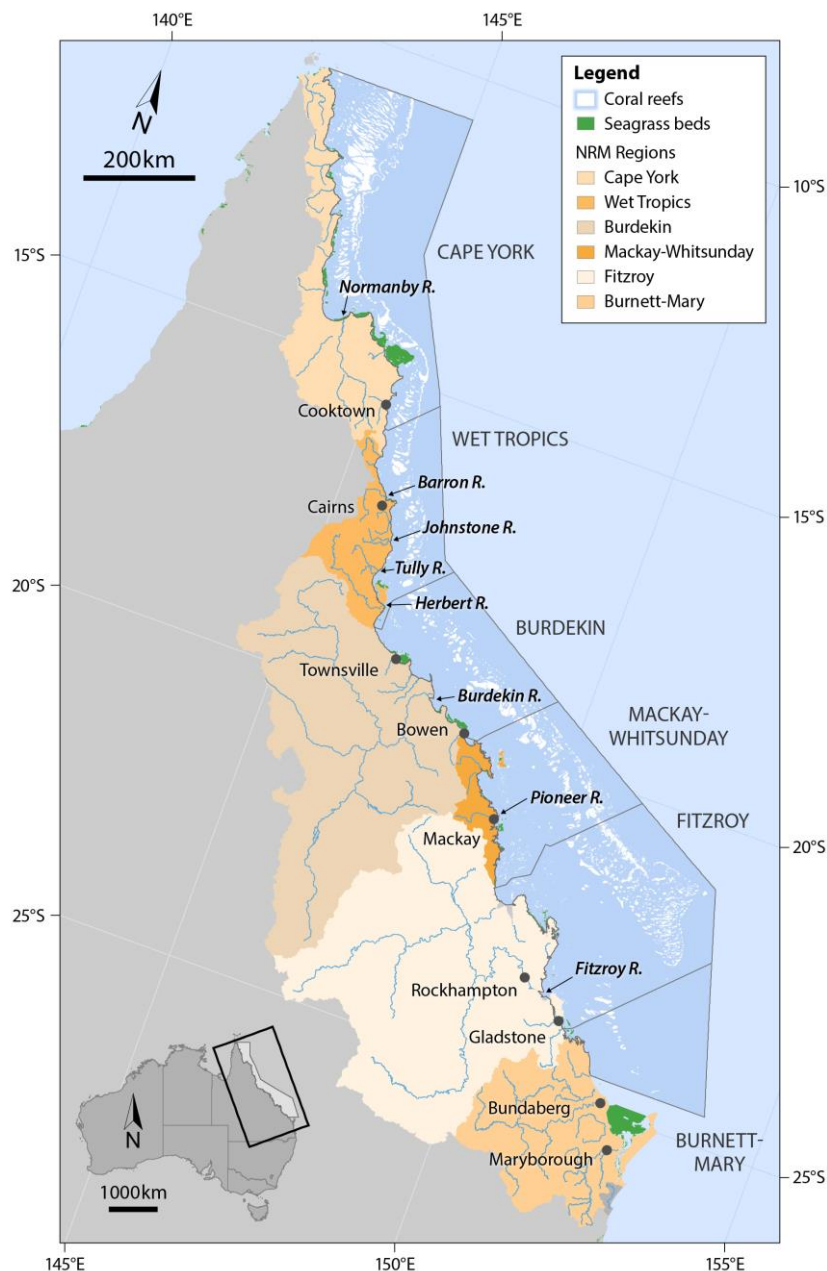 140°E
145°E
N
200km
Legend
Coral reefs
Seagrass beds
NRM Regions
Cape York
Wet Tropics
Burdekin
Mackay-Whitsunday
Fitzroy
Burnett-Mary
10°S
15°S
CAPE YORK
Normanby R.
Cooktown
WET TROPICS
Barron R.
Cairns
15°S
Johnstone R.
Tully R.
20°S
Herbert R.
BURDEKIN
Townsville
Burdekin R.
MACKAY-
WHITSUNDAY
Bowen
Pioneer R.
FITZROY
Mackay
20°S
25°S
Fitzroy R.
Rockhampton
Gladstone
Bundaberg
N
BURNETT-
MARY
Maryborough
25°S
1000km
145°E
150°E
155°E